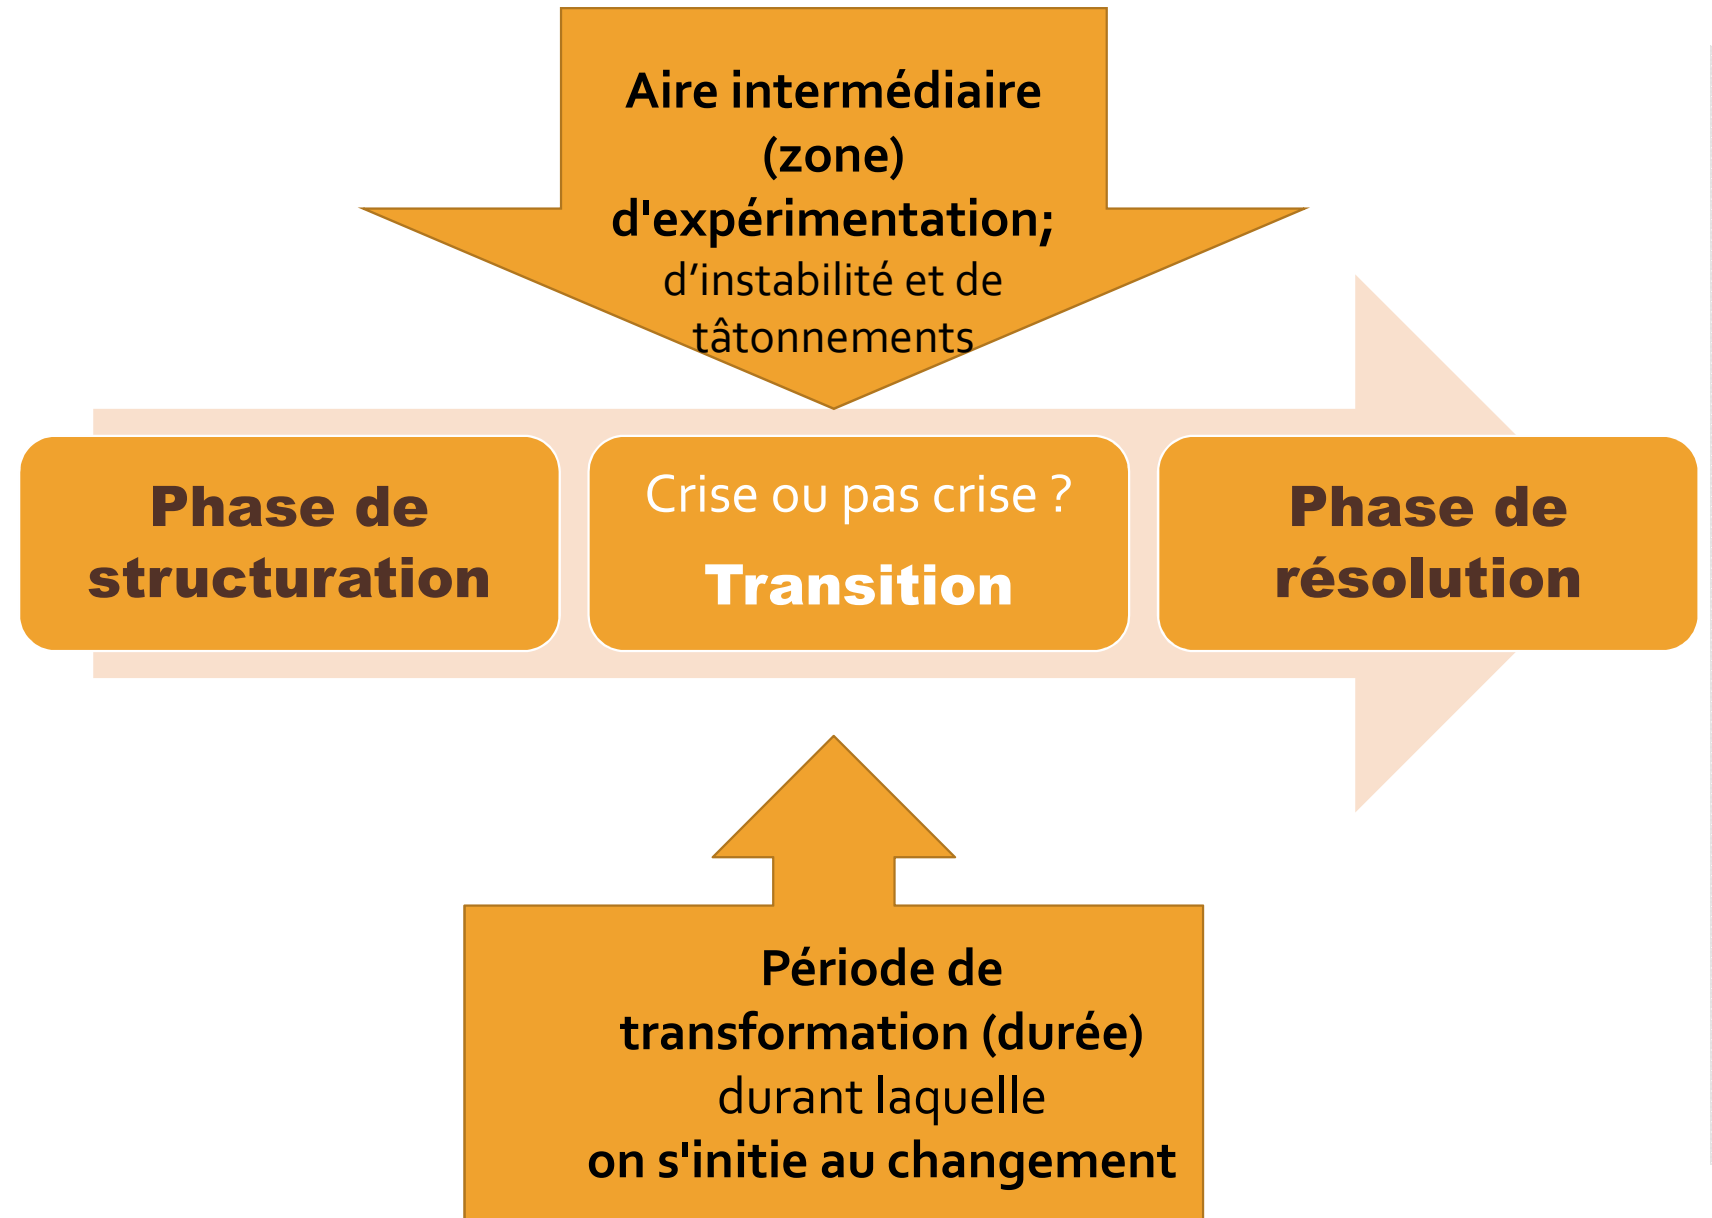 Aire intermédiaire
(zone)
d'expérimentation;
d’instabilité et de
tâtonnements
Phase de
structuration
Crise ou pas crise ?
Transition
Phase de
résolution
Période de
transformation (durée)
durant laquelle
on s'initie au changement